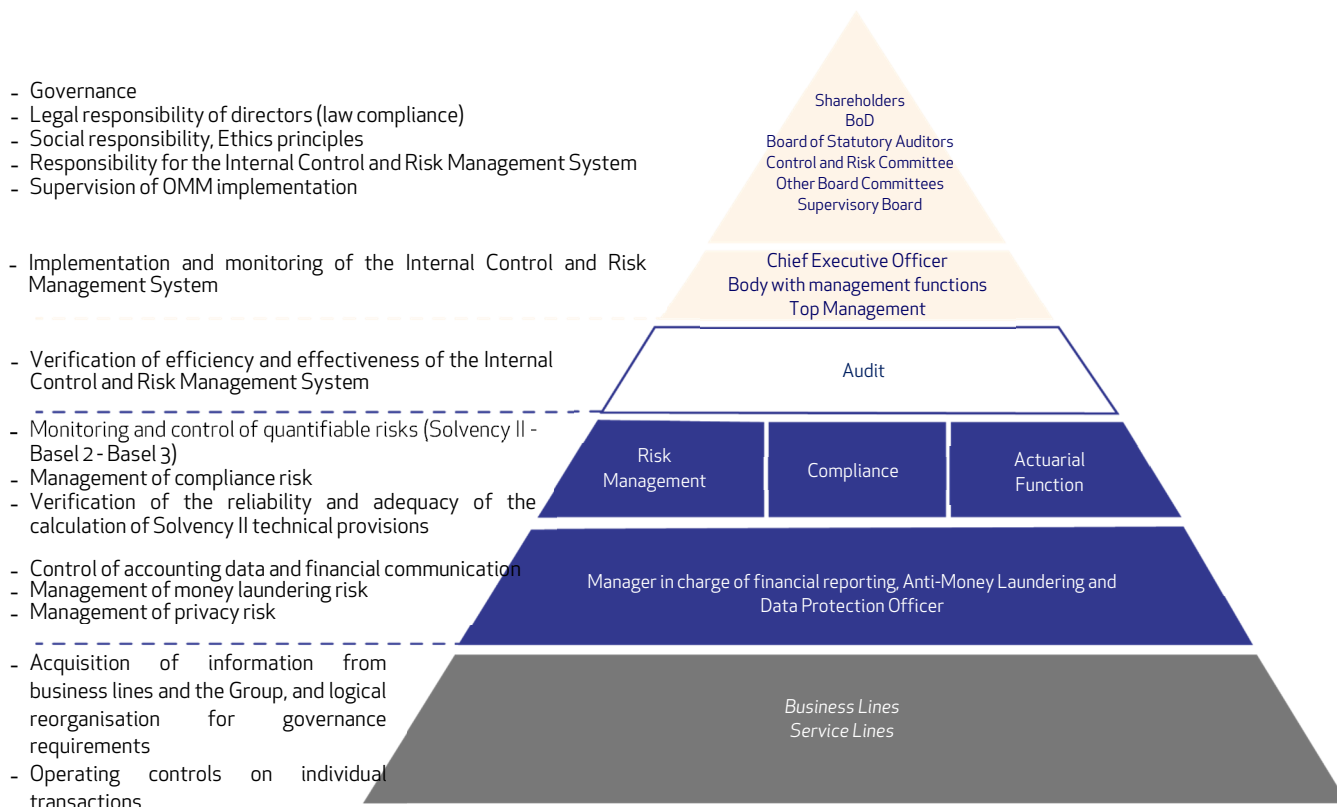 - Governance
- Legal responsibility of directors (law compliance)
- Social responsibility, Ethics principles
- Responsibility for the Internal Control and Risk Management System
- Supervision of OMM implementation
Shareholders
BoD
Board of Statutory Auditors
Control and Risk Committee
Other Board Committees
Supervisory Board
- Implementation and monitoring of the Internal Control and Risk
Management System
Chief Executive Officer
Body with management functions
Top Management
- Verification of efficiency and effectiveness of the Internal
Control and Risk Management System
Audit
- Monitoring and control of quantifiable risks (Solvency II -
Basel 2 - Basel 3)
- Management of compliance risk
- Verification of the reliability and adequacy of the
calculation of Solvency II technical provisions
Risk
Management
Compliance
Actuarial
Function
- Control of accounting data and financial communication
- Management of money laundering risk
- Management of privacy risk
Manager in charge of financial reporting, Anti-Money Laundering and
Data Protection Officer
- Acquisition of information from
business lines and the Group, and logical
reorganisation for governance
requirements
- Operating controls on individual
transactions
Business Lines
Service Lines